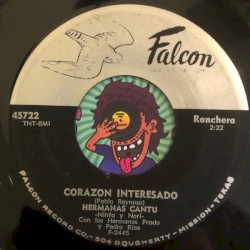 Falcon
45722
TNT-BMI
Ranchera
2:22
CORAZON INTERESADO
(Pablo Reynoso)
HERMANAS CANTU
-Ninfa y Nori-
Con los Hermanos Prado
y Pedro Rios
F-2445
FALCON RECORD CO.-504 DOUGHERTY-MISSION, TEXAS